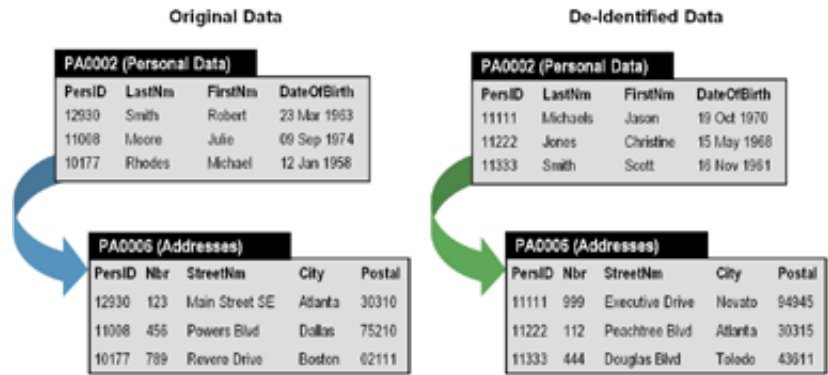 Original Data
PA0002 (Personal Data)
PersID LastNm FirstNm DateOfBirth
12930 Smith Robert 23 Mar 1963
11008 Moore Julie 09 Sep 1974
10177 Rhodes Michael 12 Jan 1958
PA0006 (Addresses)
PersID Nbr StreetNm City Postal
12930 123 Main Street SE Atlanta 30310
11008 456 Powers Blvd Dallas 75210
10177 789 Revere Drive Boston 02111
De-Identified Data
PA0002 (Personal Data)
PersID LastNm FirstNm DateOfBirth
11111 Michaels Jason 19 Oct 1970
11222 Jones Christine 15 May 1968
11333 Smith Scott 16 Nov 1961
PA0006 (Addresses)
PersID Nbr StreetNm City Postal
11111 999 Executive Drive Novato 94945
11222 112 Peachtree Blvd Atlanta 30315
11333 444 Douglas Blvd Toledo 43611